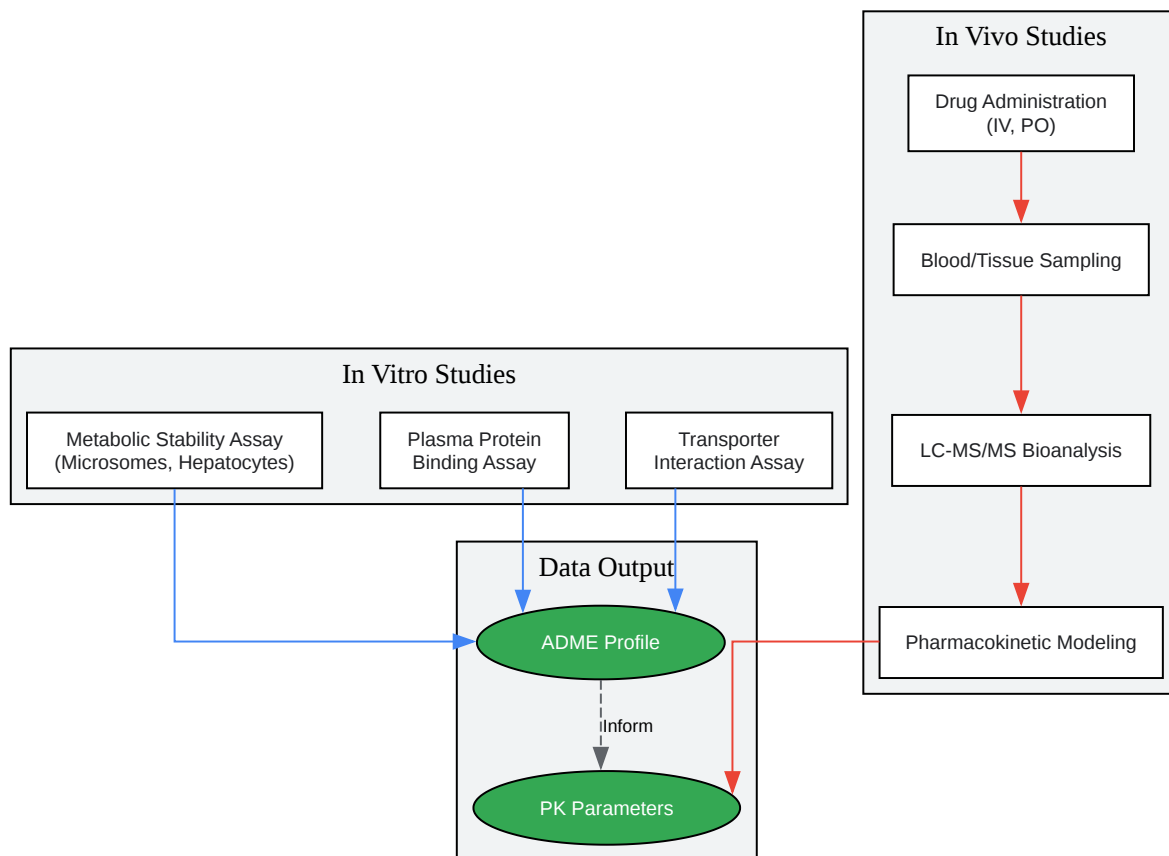 In Vivo Studies
Drug Administration
(IV, PO)
Blood/Tissue Sampling
LC-MS/MS Bioanalysis
Pharmacokinetic Modeling
In Vitro Studies
Metabolic Stability Assay
(Microsomes, Hepatocytes)
Plasma Protein
Binding Assay
Transporter
Interaction Assay
Data Output
ADME Profile
Inform
PK Parameters